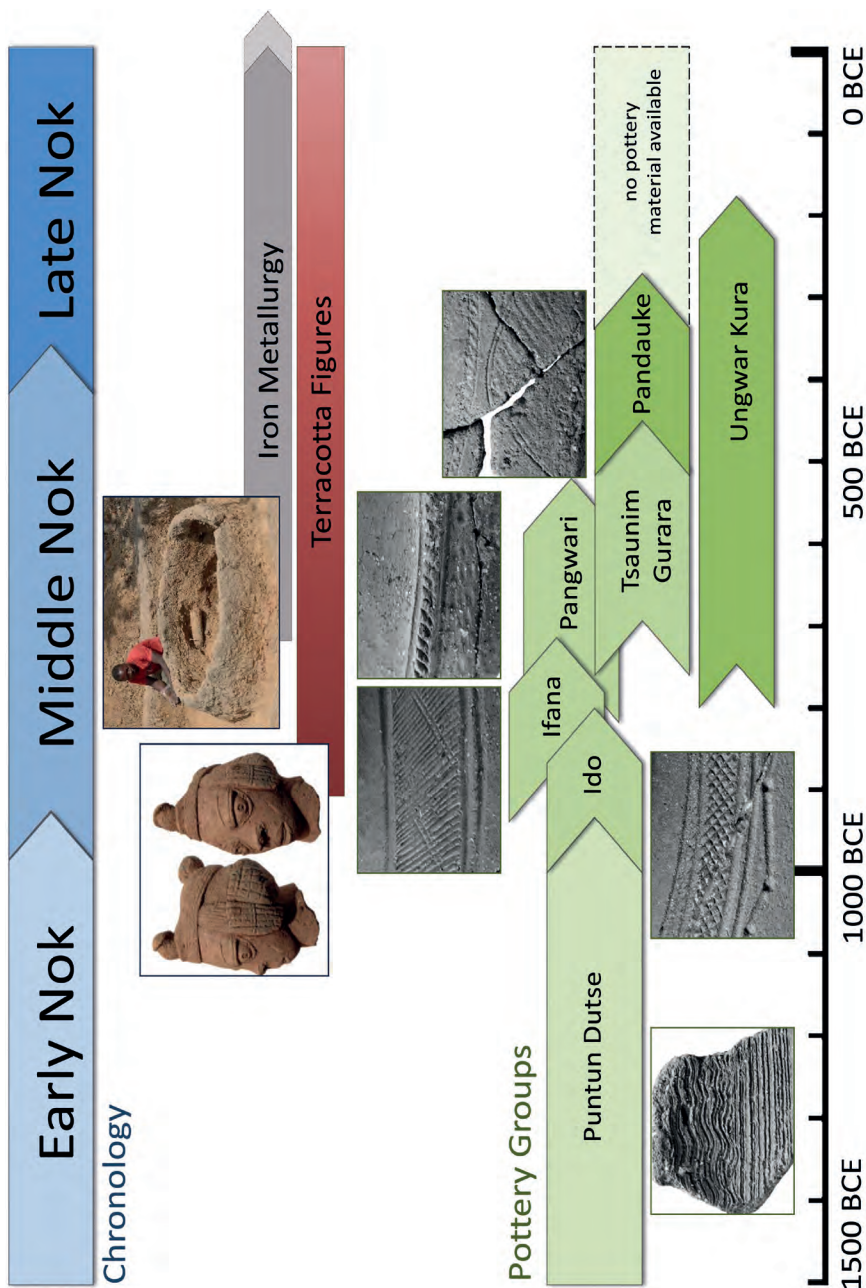 Early Nok
Middle Nok
Late Nok
Chronology
Iron Metallurgy
Terracotta Figures
Pottery Groups
Puntun Dutse
Ido
Ifana
Pangwari
Tsaunim
Gurara
Pandauke
no pottery
material available
Ungwar Kura
1500 BCE
1000 BCE
500 BCE
0 BCE